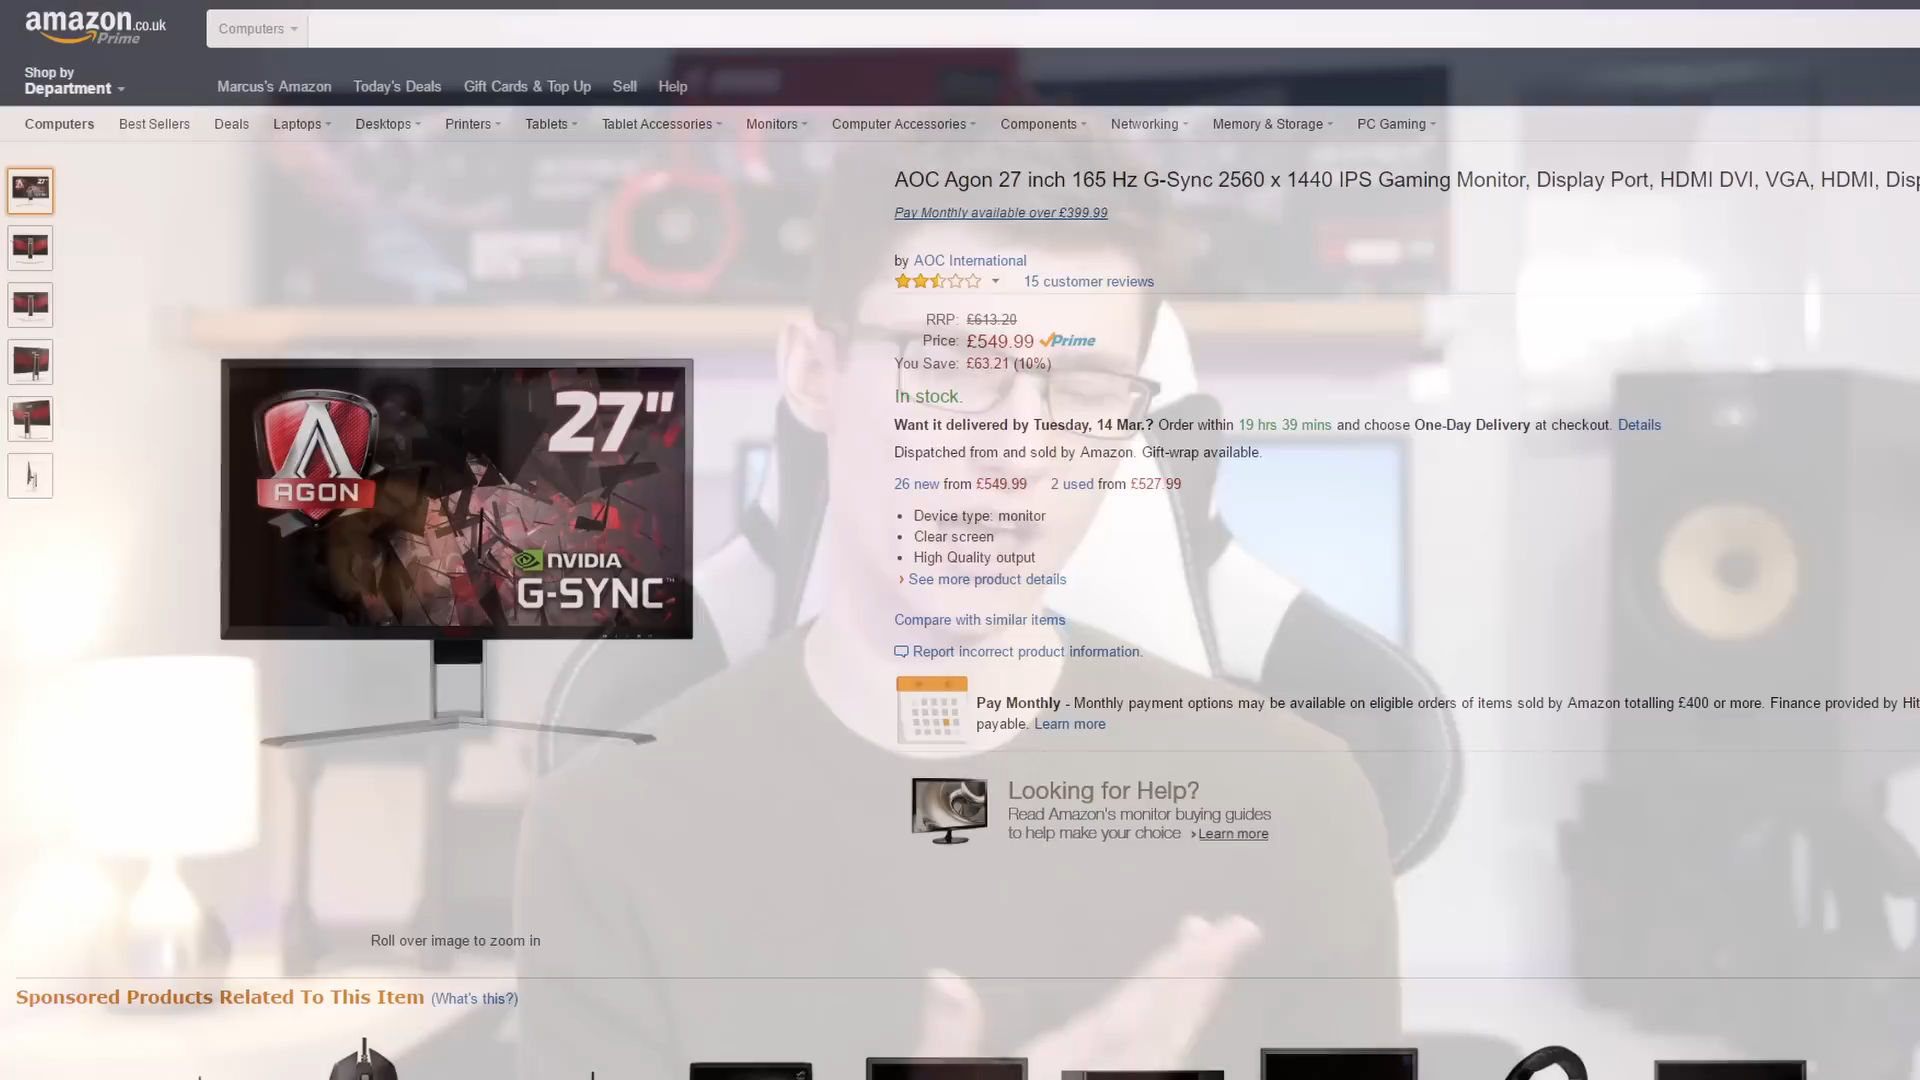 amazon.co.uk
Prime
Computers
Shop by
Department
Marcus's Amazon Today's Deals Gift Cards & Top Up Sell Help
Computers Best Sellers Deals Laptops Desktops Printers Tablets Tablet Accessories Monitors Computer Accessories Components Networking Memory & Storage PC Gaming
AOC Agon 27 inch 165 Hz G-Sync 2560 x 1440 IPS Gaming Monitor, Display Port, HDMI DVI, VGA, HDMI, Disp
Pay Monthly available over £399.99
by AOC International
15 customer reviews
RRP: £613.20
Price: £549.99 Prime
You Save: £63.21 (10%)
In stock.
Want it delivered by Tuesday, 14 Mar.? Order within 19 hrs 39 mins and choose One-Day Delivery at checkout. Details
Dispatched from and sold by Amazon. Gift-wrap available.
26 new from £549.99 2 used from £527.99
Device type: monitor
Clear screen
High Quality output
See more product details
Compare with similar items
Report incorrect product information.
Pay Monthly - Monthly payment options may be available on eligible orders of items sold by Amazon totalling £400 or more. Finance provided by Hit
payable. Learn more
Looking for Help?
Read Amazon's monitor buying guides
to help make your choice › Learn more
27"
AGON
NVIDIA
G-SYNC™
Roll over image to zoom in
Sponsored Products Related To This Item (What's this?)